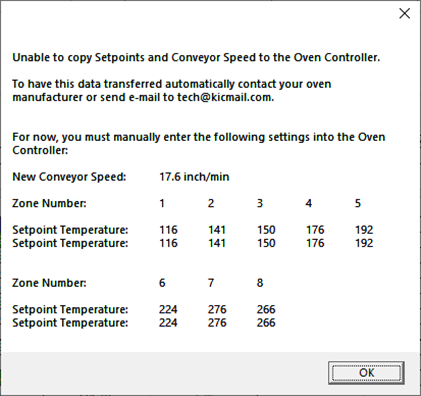 Unable to copy Setpoints and Conveyor Speed to the Oven Controller.
To have this data transferred automatically contact your oven
manufacturer or send e-mail to tech@kicmail.com.
For now, you must manually enter the following settings into the Oven
Controller:
New Conveyor Speed: 17.6 inch/min
Zone Number: 1 2 3 4 5
Setpoint Temperature: 116 141 150 176 192
Setpoint Temperature: 116 141 150 176 192
Zone Number: 6 7 8
Setpoint Temperature: 224 276 266
Setpoint Temperature: 224 276 266
OK